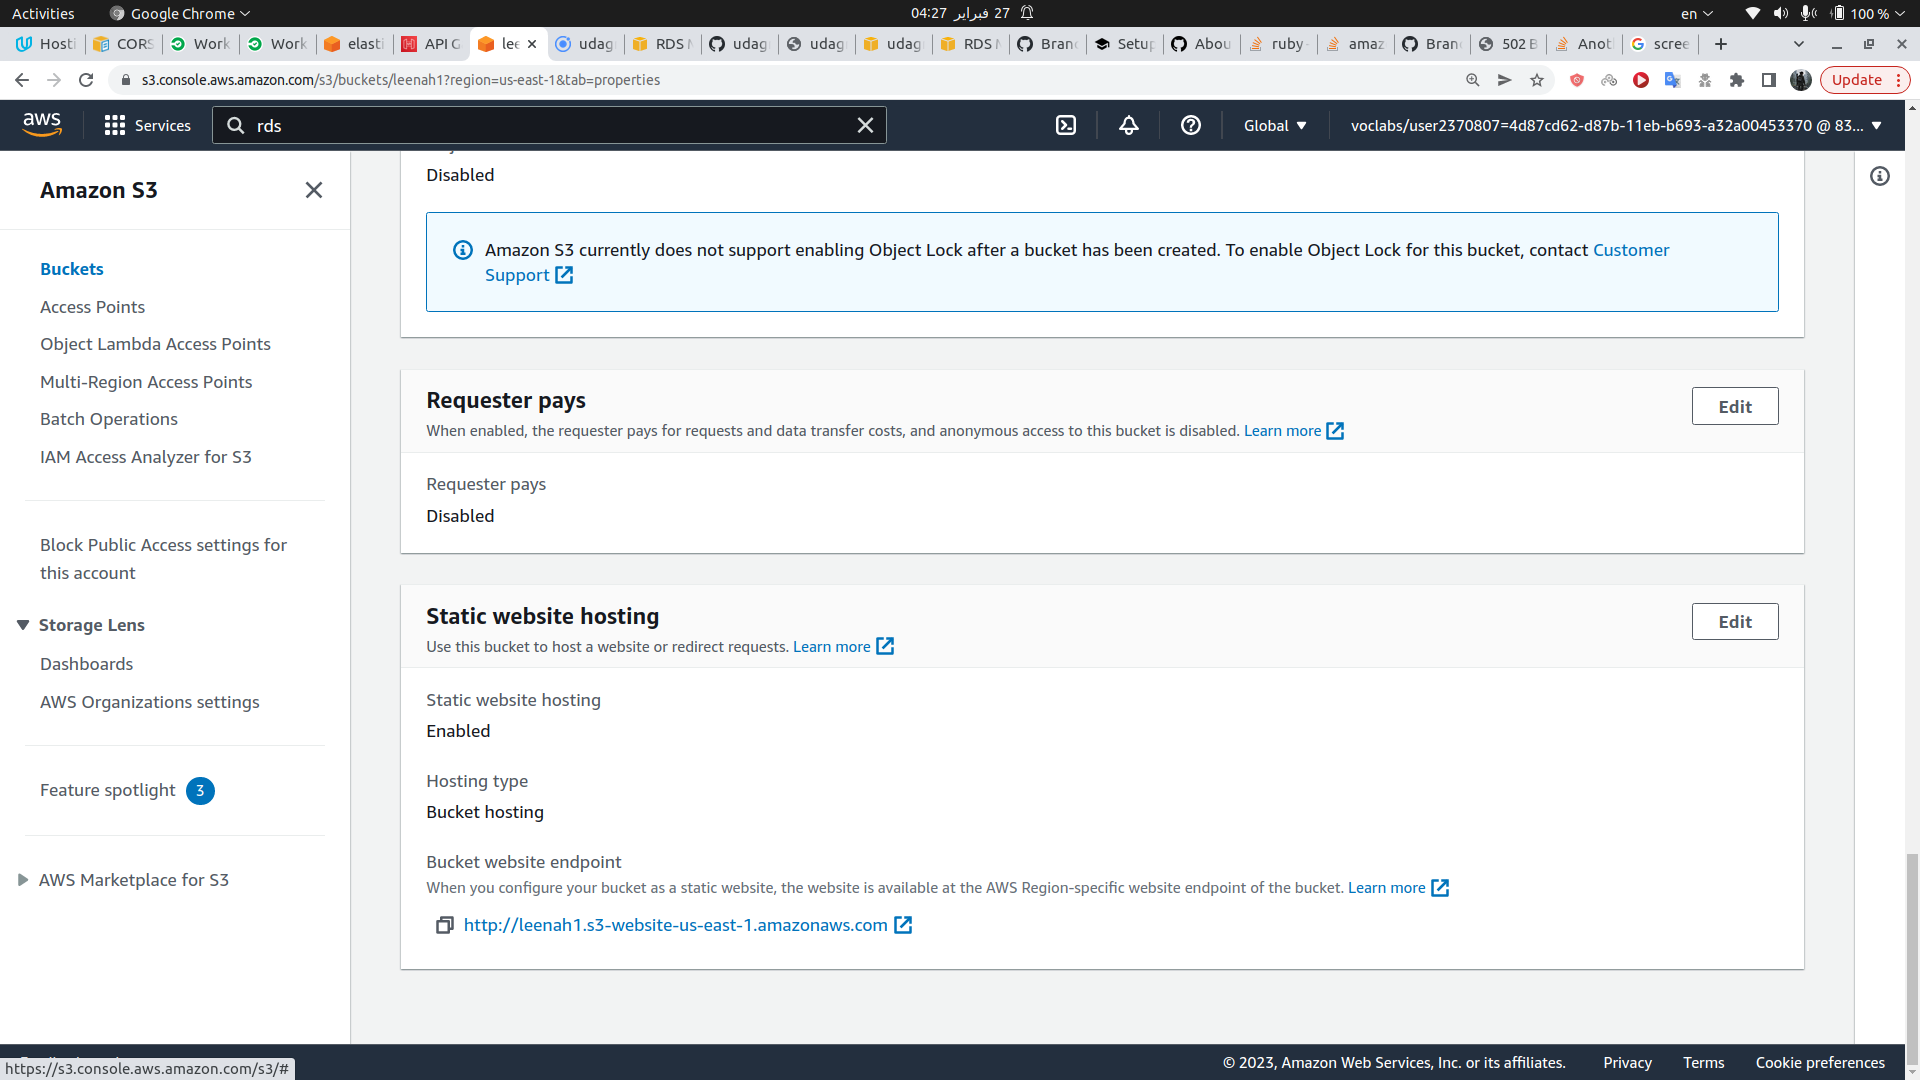 Activities
Google Chrome
04:27 27 فبراير
en
100 %
Hosti
CORS
Work
Work
elasti
API G
lee
udag
RDS
udag
udag
udag
RDS
Branc
Setup
Abou
ruby
amaz
Bran
502 B
Anot
scree
s3.console.aws.amazon.com/s3/buckets/leenah1?region=us-east-1&tab=properties
Update
aws
Services
rds
Global
voclabs/user2370807=4d87cd62-d87b-11eb-b693-a32a00453370 @ 83...
Amazon S3
Buckets
Access Points
Object Lambda Access Points
Multi-Region Access Points
Batch Operations
IAM Access Analyzer for S3
Block Public Access settings for
this account
Storage Lens
Dashboards
AWS Organizations settings
Feature spotlight 3
AWS Marketplace for S3
Disabled
Amazon S3 currently does not support enabling Object Lock after a bucket has been created. To enable Object Lock for this bucket, contact Customer
Support
Requester pays
Edit
When enabled, the requester pays for requests and data transfer costs, and anonymous access to this bucket is disabled. Learn more
Requester pays
Disabled
Static website hosting
Edit
Use this bucket to host a website or redirect requests. Learn more
Static website hosting
Enabled
Hosting type
Bucket hosting
Bucket website endpoint
When you configure your bucket as a static website, the website is available at the AWS Region-specific website endpoint of the bucket. Learn more
http://leenah1.s3-website-us-east-1.amazonaws.com
© 2023, Amazon Web Services, Inc. or its affiliates.
Privacy
Terms
Cookie preferences
https://s3.console.aws.amazon.com/s3/#